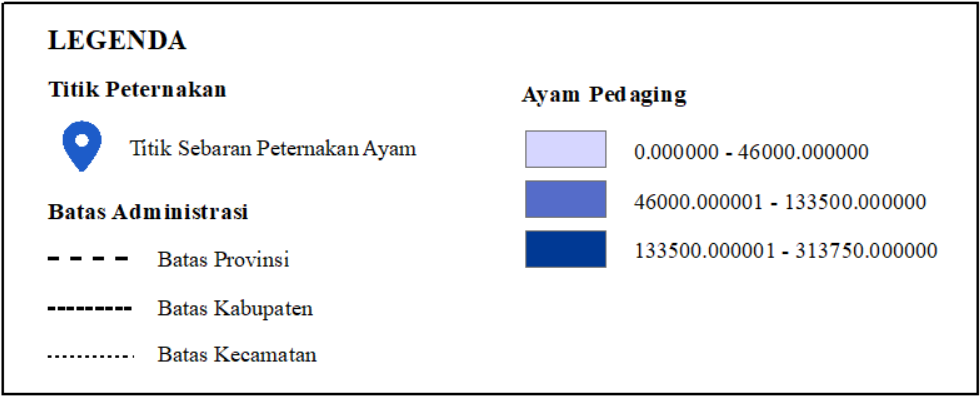 LEGENDA
Titik Peternakan
Titik Sebaran Peternakan Ayam
Batas Administrasi
Batas Provinsi
Batas Kabupaten
Batas Kecamatan
Ayam Pedaging
0.000000 - 46000.000000
46000.000001 - 133500.000000
133500.000001 - 313750.000000